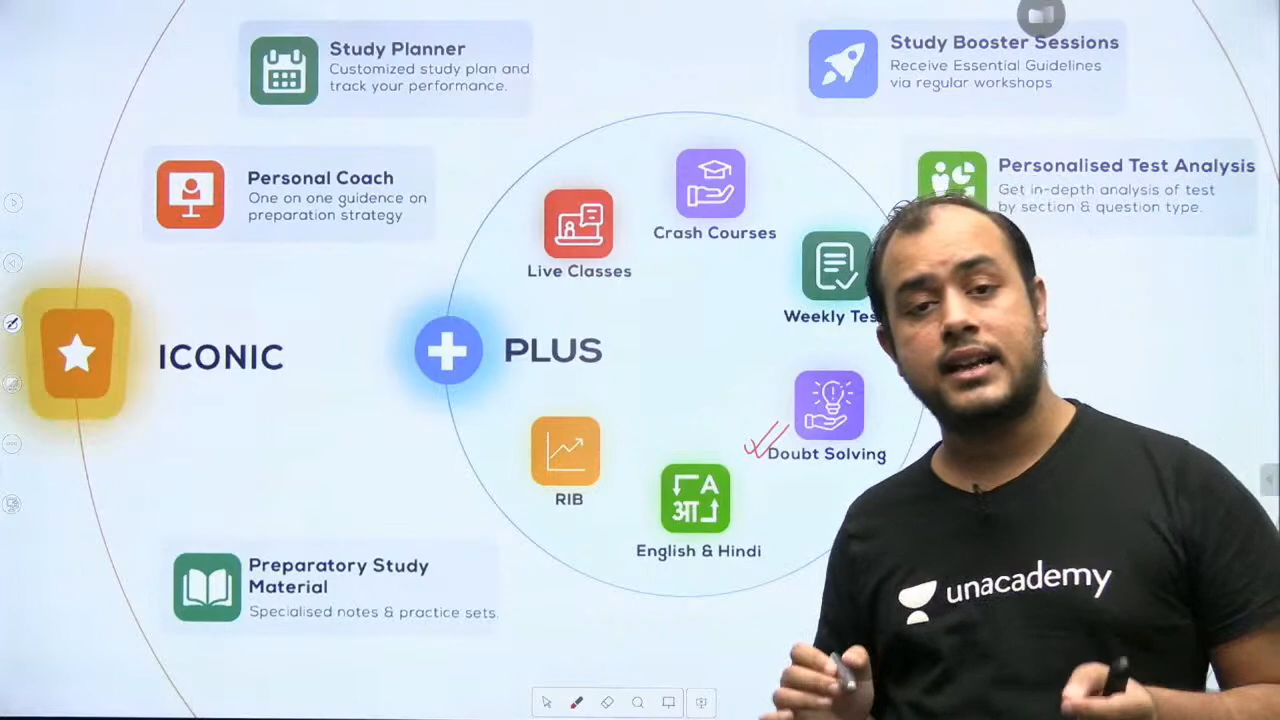 Study Planner
Customized study plan and
track your performance.
Study Booster Sessions
Receive Essential Guidelines
via regular workshops
Personal Coach
One on one guidance on
preparation strategy
Personalised Test Analysis
Get in-depth analysis of test
by section & question type.
Crash Courses
Live Classes
Weekly Tes
ICONIC
PLUS
Doubt Solving
RIB
A
आ
English & Hindi
Preparatory Study
Material
Specialised notes & practice sets.
unacademy